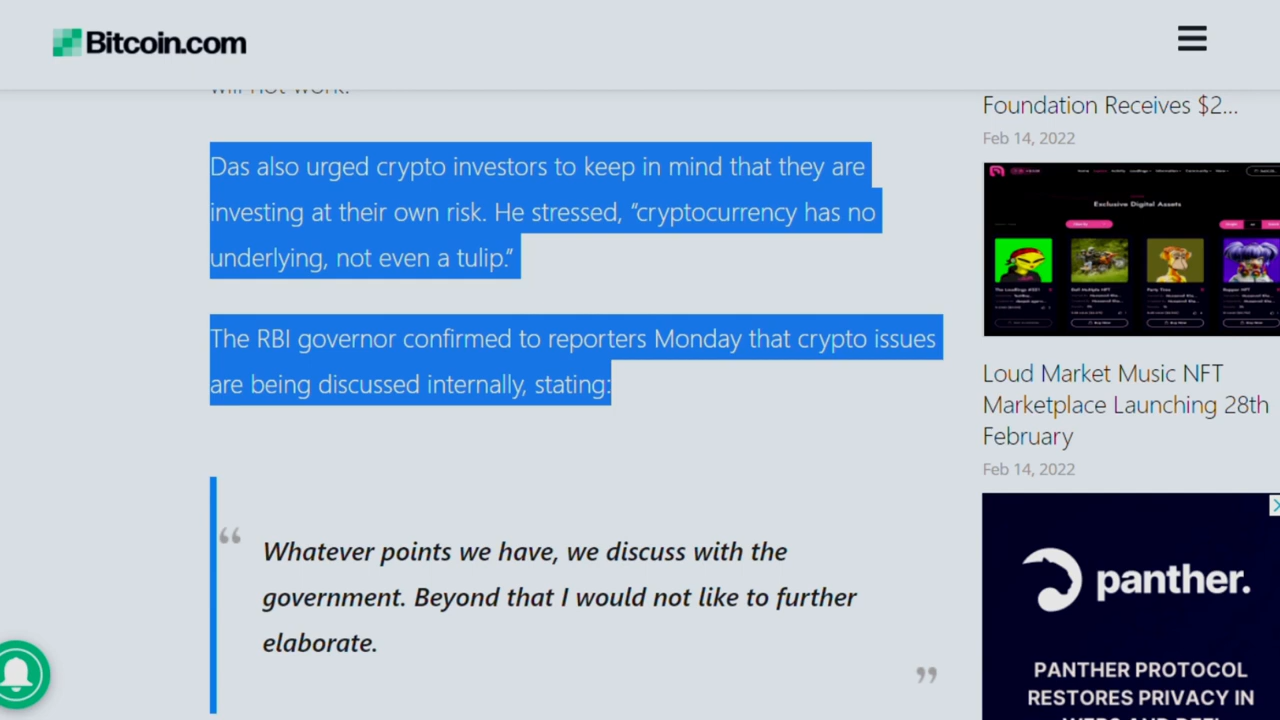 Bitcoin.com
will not work.
Das also urged crypto investors to keep in mind that they are
investing at their own risk. He stressed, “cryptocurrency has no
underlying, not even a tulip.”
The RBI governor confirmed to reporters Monday that crypto issues
are being discussed internally, stating:
“
Whatever points we have, we discuss with the
government. Beyond that I would not like to further
elaborate.
”
Foundation Receives $2...
Feb 14, 2022
Exclusive Digital Assets
Loud Market Music NFT
Marketplace Launching 28th
February
Feb 14, 2022
panther.
PANTHER PROTOCOL
RESTORES PRIVACY IN